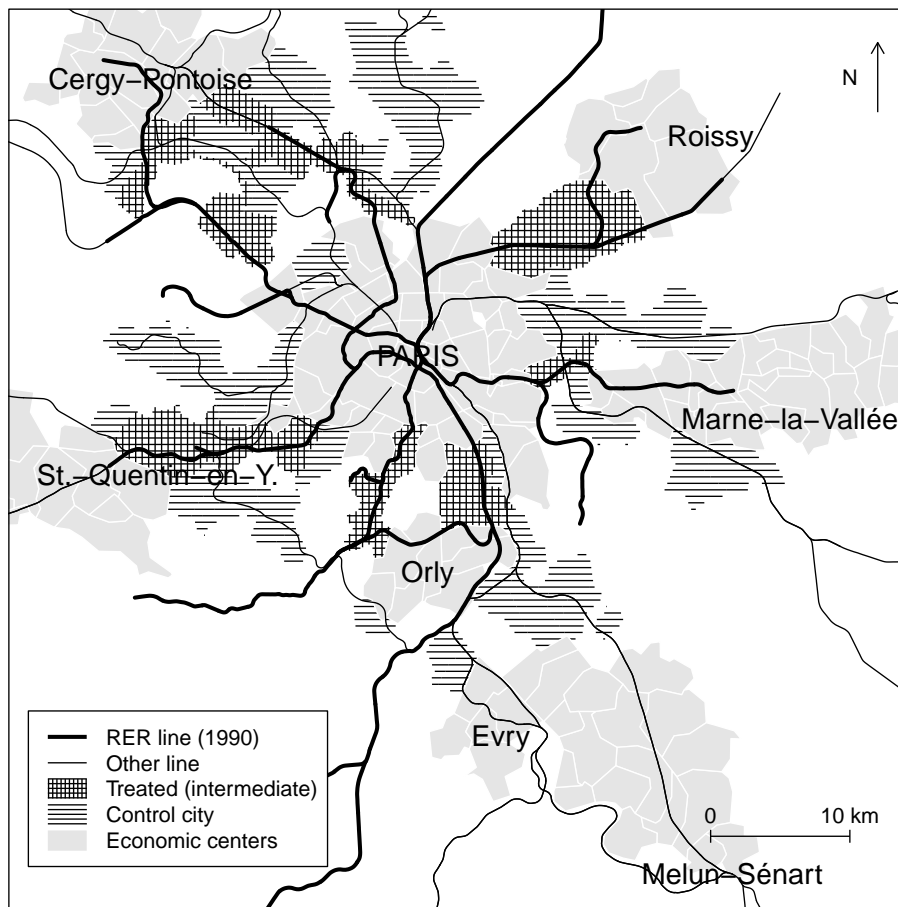 Cergy–Pontoise
N
Roissy
PARIS
Marne–la–Vallée
St.–Quentin–en–Y.
Orly
Evry
RER line (1990)
Other line
Treated (intermediate)
Control city
Economic centers
0 10 km
Melun–Sénart